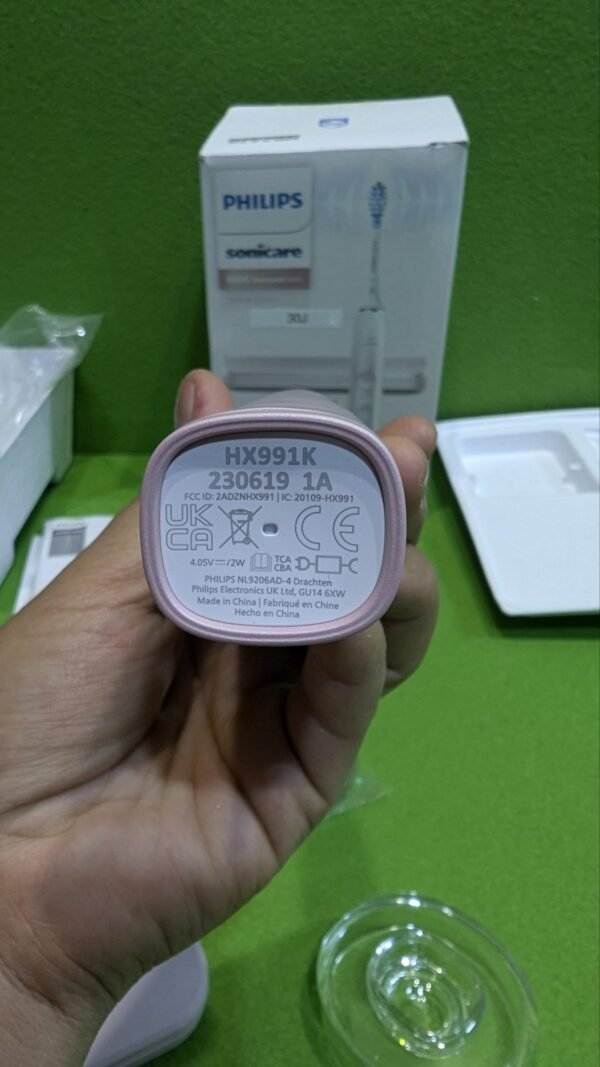 PHILIPS
sonicare
30J
HX991K
230619 1A
FCC ID: 2ADZNHX991 | IC: 20109-HX991
UK
CA
CE
4.05V⎓/2W
TCA
CBA
PHILIPS NL9206AD-4 Drachten
Philips Electronics UK Ltd, GU14 6XW
Made in China | Fabriqué en Chine
Hecho en China